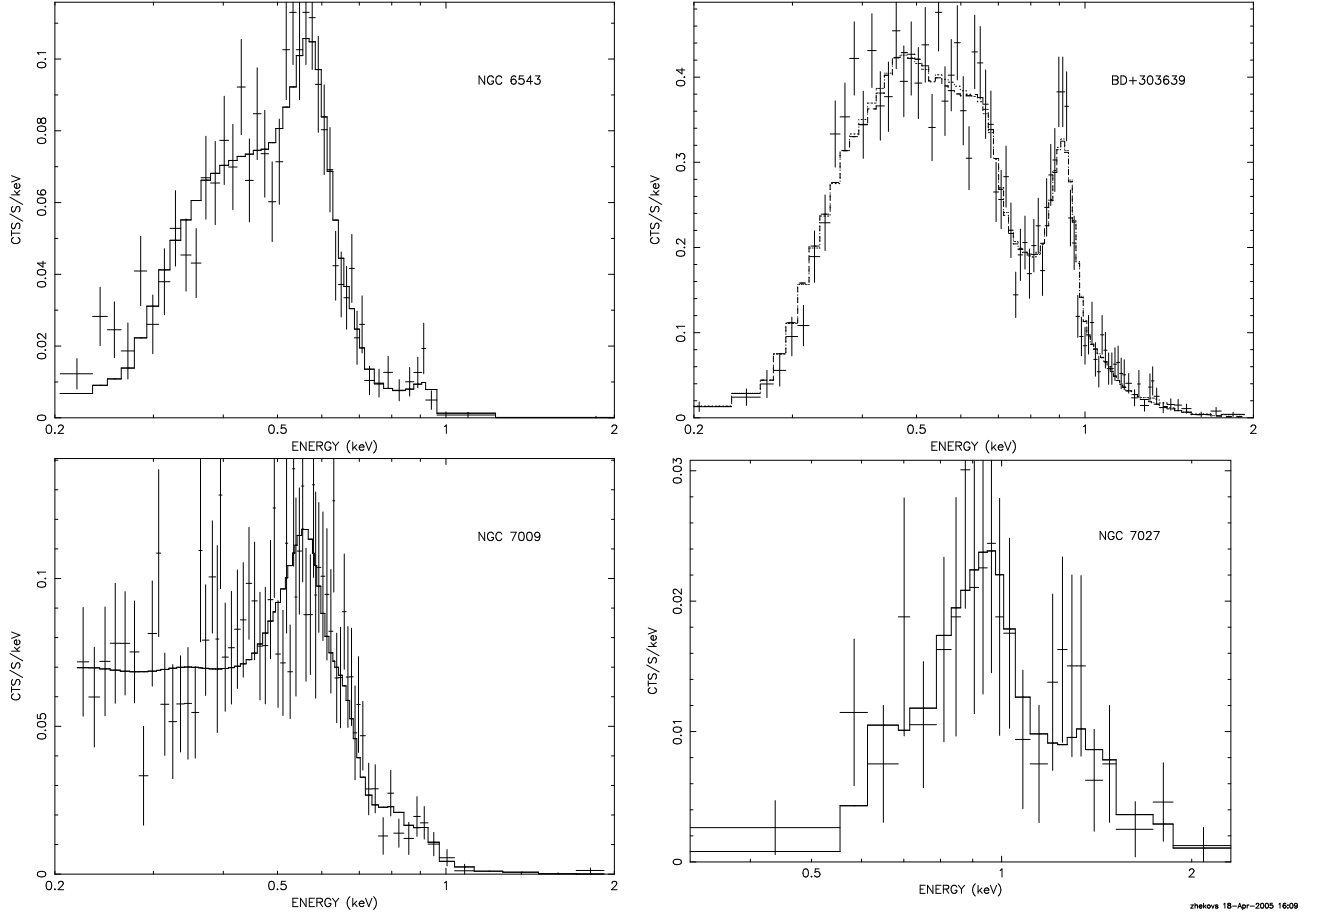 NGC 6543
CTS/S/keV
0 0.02 0.04 0.06 0.08 0.1
0.2 0.5 1 2
ENERGY (keV)
BD+303639
CTS/S/keV
0 0.1 0.2 0.3 0.4
0.2 0.5 1 2
ENERGY (keV)
NGC 7009
CTS/S/keV
0 0.05 0.1
0.2 0.5 1 2
ENERGY (keV)
NGC 7027
CTS/S/keV
0 0.01 0.02 0.03
0.5 1 2
ENERGY (keV)
zhekovs 18-Apr-2005 16:09